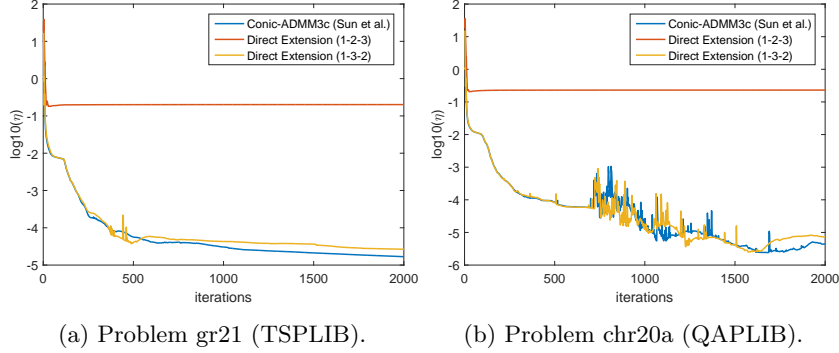 2
1
0
-1
-2
-3
-4
-5
log10(η)
0
500
1000
1500
2000
iterations
Conic-ADMM3c (Sun et al.)
Direct Extension (1-2-3)
Direct Extension (1-3-2)
(a) Problem gr21 (TSPLIB).
2
1
0
-1
-2
-3
-4
-5
-6
log10(η)
0
500
1000
1500
2000
iterations
Conic-ADMM3c (Sun et al.)
Direct Extension (1-2-3)
Direct Extension (1-3-2)
(b) Problem chr20a (QAPLIB).